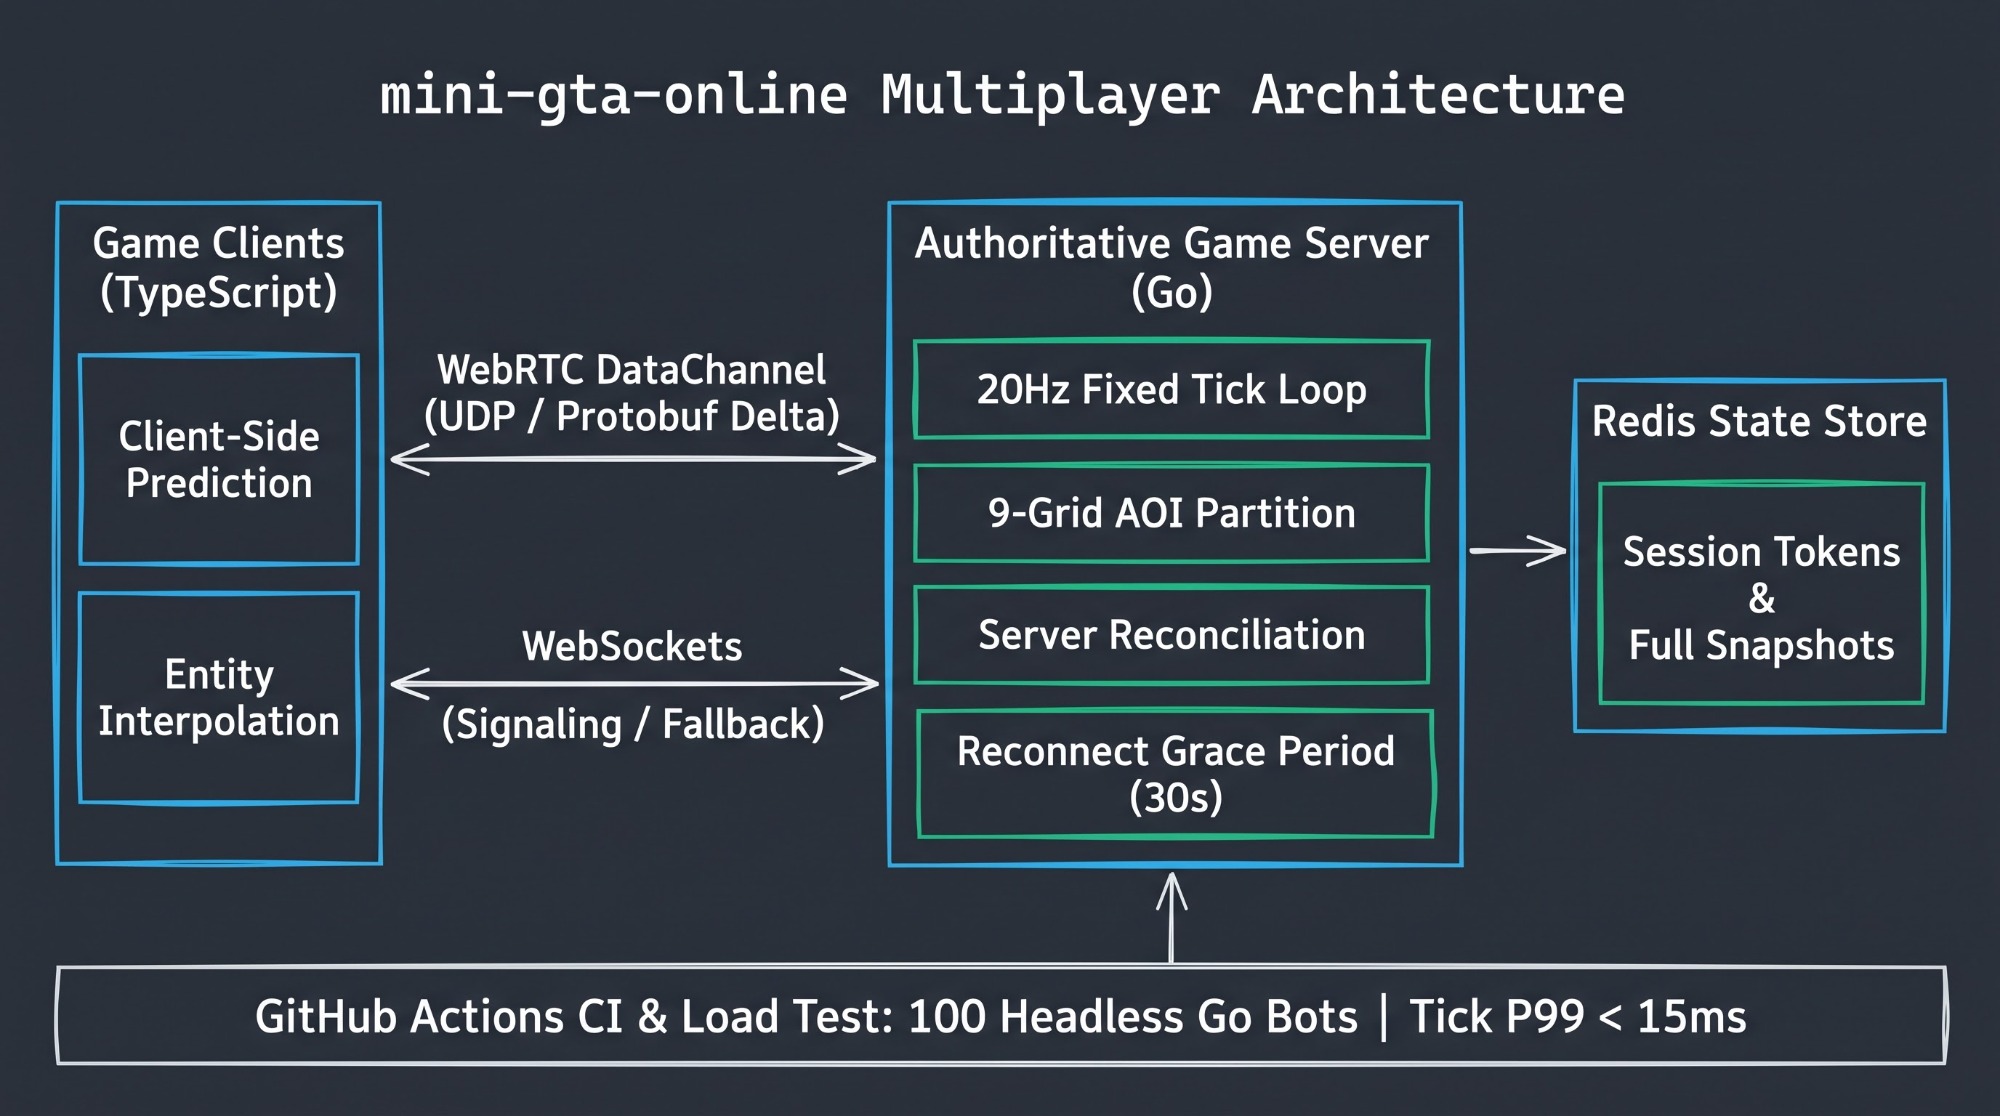 mini-gta-online Multiplayer Architecture
Game Clients
(TypeScript)
Client-Side
Prediction
Entity
Interpolation
WebRTC DataChannel
(UDP / Protobuf Delta)
WebSockets
(Signaling / Fallback)
Authoritative Game Server
(Go)
20Hz Fixed Tick Loop
9-Grid AOI Partition
Server Reconciliation
Reconnect Grace Period
(30s)
Redis State Store
Session Tokens
&
Full Snapshots
GitHub Actions CI & Load Test: 100 Headless Go Bots | Tick P99 < 15ms